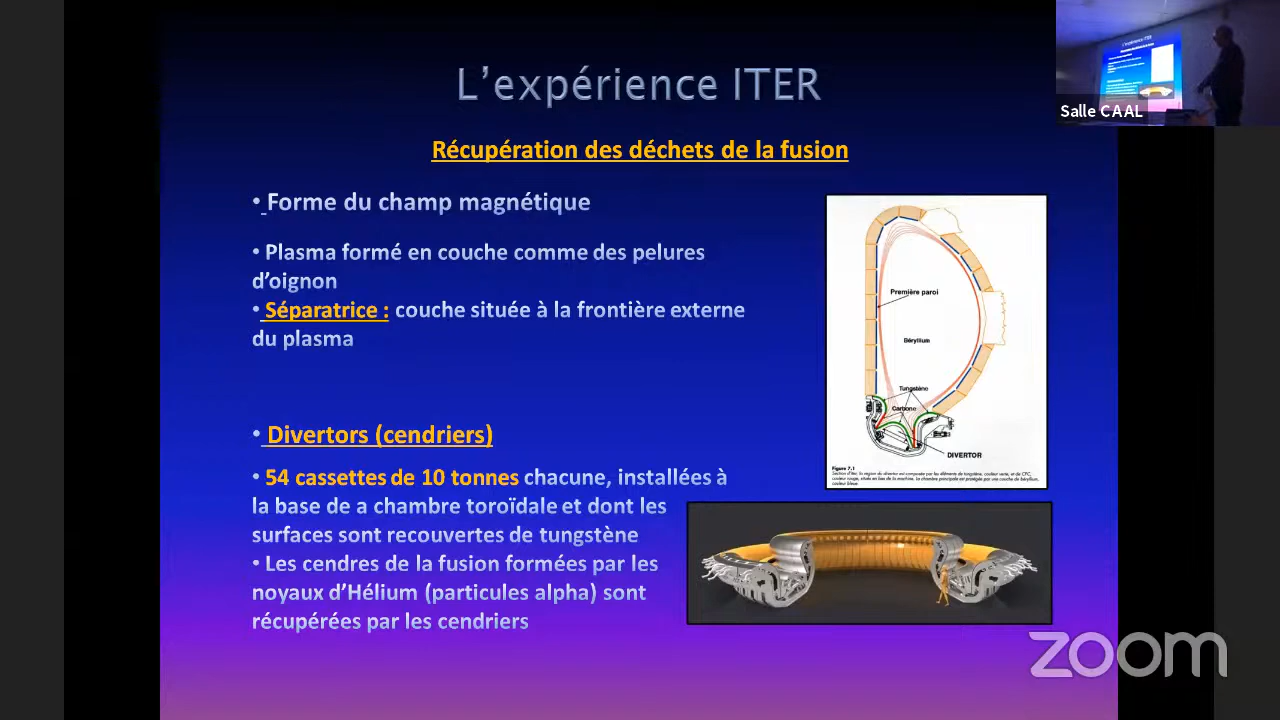 L'expérience ITER
Salle CAAL
Récupération des déchets de la fusion
• Forme du champ magnétique
• Plasma formé en couche comme des pelures
d'oignon
• Séparatrice : couche située à la frontière externe
du plasma
• Divertors (cendriers)
• 54 cassettes de 10 tonnes chacune, installées à
la base de a chambre toroïdale et dont les
surfaces sont recouvertes de tungstène
• Les cendres de la fusion formées par les
noyaux d'Hélium (particules alpha) sont
récupérées par les cendriers
Première paroi
Béryllium
Tungstène
Carbone
DIVERTOR
Figure 7.1
zoom